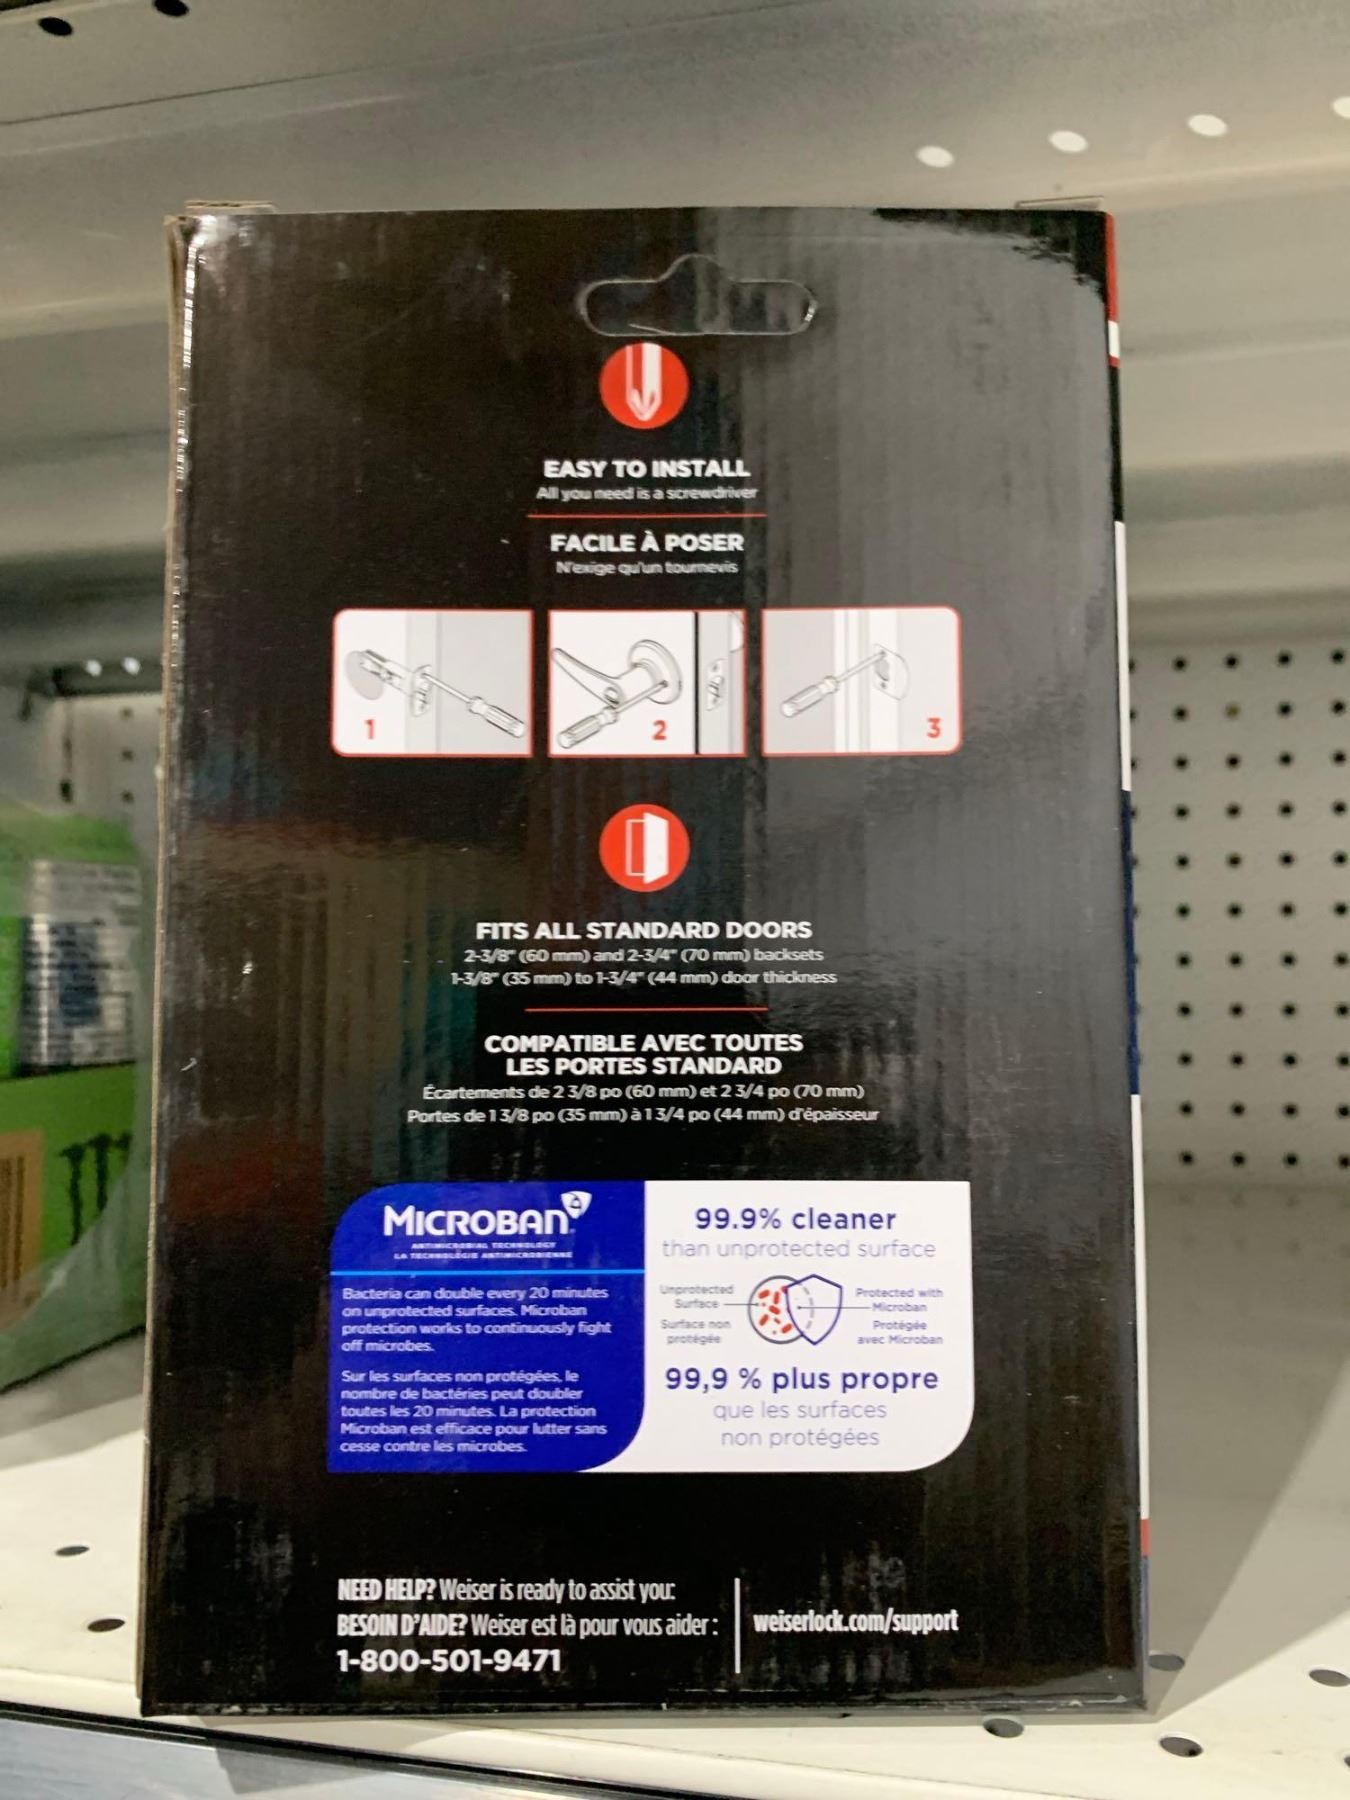 EASY TO INSTALL
All you need is a screwdriver
FACILE À POSER
N'exige qu'un tournevis
1
2
3
FITS ALL STANDARD DOORS
2-3/8" (60 mm) and 2-3/4" (70 mm) backsets
1-3/8" (35 mm) to 1-3/4" (44 mm) door thickness
COMPATIBLE AVEC TOUTES
LES PORTES STANDARD
Écartements de 2 3/8 po (60 mm) et 2 3/4 po (70 mm)
Portes de 1 3/8 po (35 mm) à 1 3/4 po (44 mm) d'épaisseur
MICROBAN
ANTIMICROBIAL TECHNOLOGY
LA TECHNOLOGIE ANTIMICROBIENNE
Bacteria can double every 20 minutes
on unprotected surfaces. Microban
protection works to continuously fight
off microbes.
Sur les surfaces non protégées, le
nombre de bactéries peut doubler
toutes les 20 minutes. La protection
Microban est efficace pour lutter sans
cesse contre les microbes.
99.9% cleaner
than unprotected surface
Unprotected
Surface
Surface non
protégée
Protected with
Microban
Protégée
avec Microban
99,9 % plus propre
que les surfaces
non protégées
NEED HELP? Weiser is ready to assist you:
BESOIN D'AIDE? Weiser est là pour vous aider :
1-800-501-9471
weiserlock.com/support